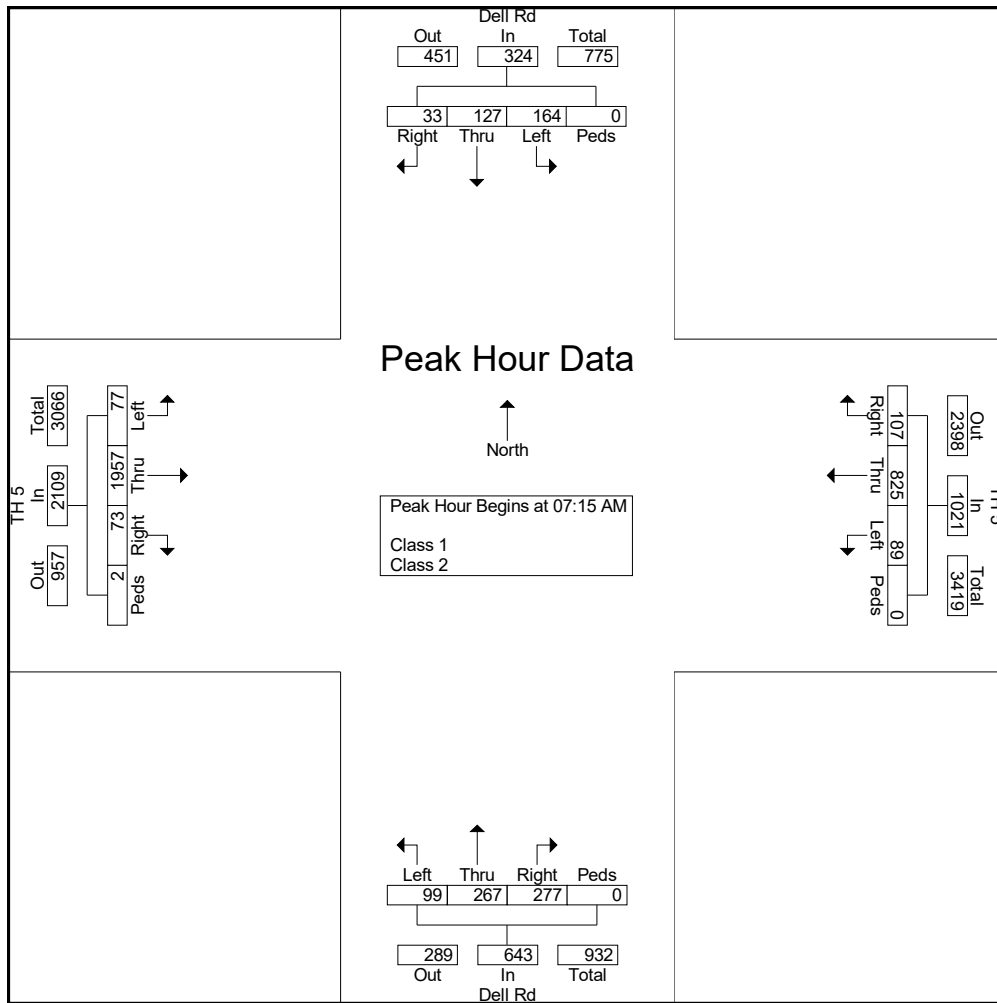 Dell Rd
Out In Total
451 324 775
33 127 164 0
Right Thru Left Peds
Peak Hour Data
North
Peak Hour Begins at 07:15 AM
Class 1
Class 2
TH 5
Total In Out
3066 2109 957
77 1957 73 2
Left Thru Right Peds
Out In Total
2398 1021 3419
107 825 89 0
Right Thru Left Peds
Left Thru Right Peds
99 267 277 0
289 643 932
Out In Total
Dell Rd